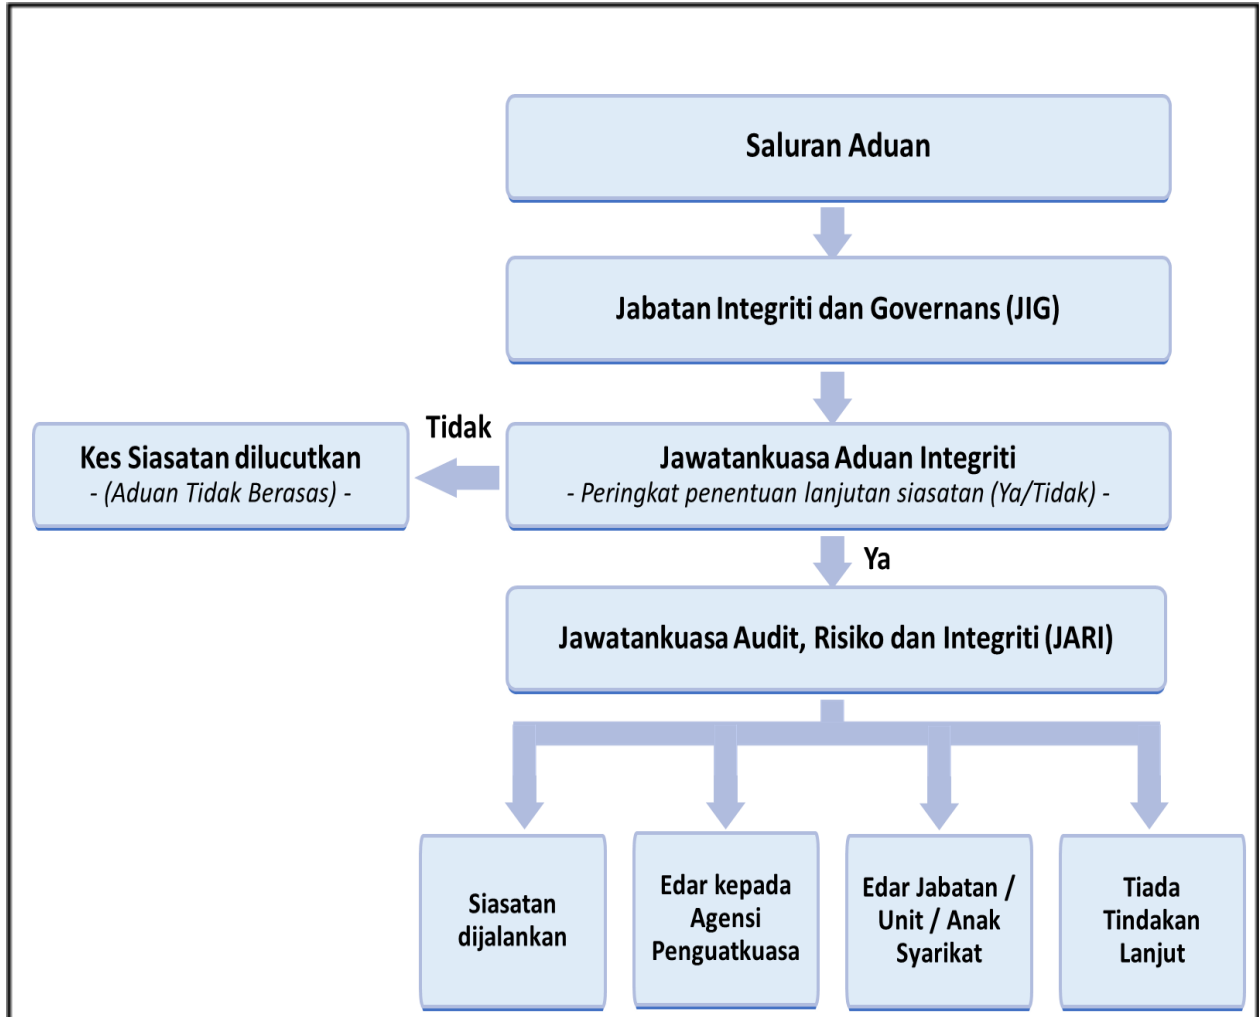 Saluran Aduan
Jabatan Integriti dan Governans (JIG)
Tidak
Kes Siasatan dilucutkan
- (Aduan Tidak Berasas) -
Jawatankuasa Aduan Integriti
- Peringkat penentuan lanjutan siasatan (Ya/Tidak) -
Ya
Jawatankuasa Audit, Risiko dan Integriti (JARI)
Siasatan
dijalankan
Edar kepada
Agensi
Penguatkuasa
Edar Jabatan /
Unit / Anak
Syarikat
Tiada
Tindakan
Lanjut